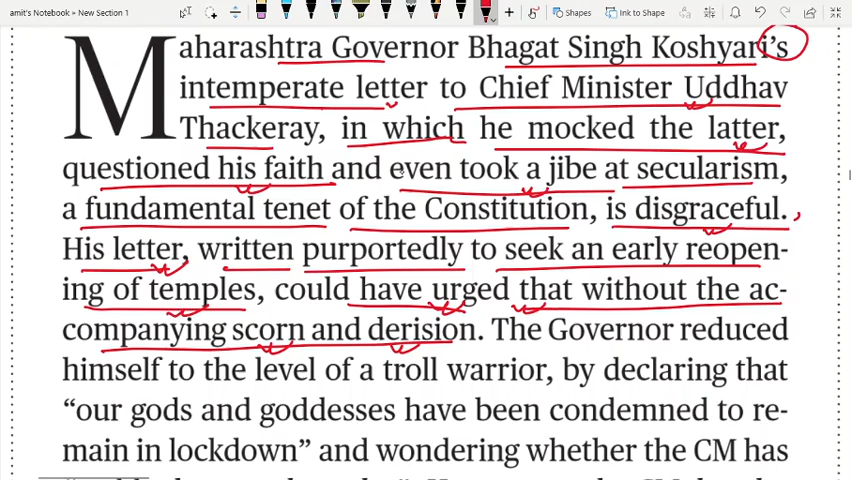 amit's Notebook » New Section 1
Shapes
Ink to Shape
Maharashtra Governor Bhagat Singh Koshyari's
intemperate letter to Chief Minister Uddhav
Thackeray, in which he mocked the latter,
questioned his faith and even took a jibe at secularism,
a fundamental tenet of the Constitution, is disgraceful.
His letter, written purportedly to seek an early reopen-
ing of temples, could have urged that without the ac-
companying scorn and derision. The Governor reduced
himself to the level of a troll warrior, by declaring that
“our gods and goddesses have been condemned to re-
main in lockdown” and wondering whether the CM has